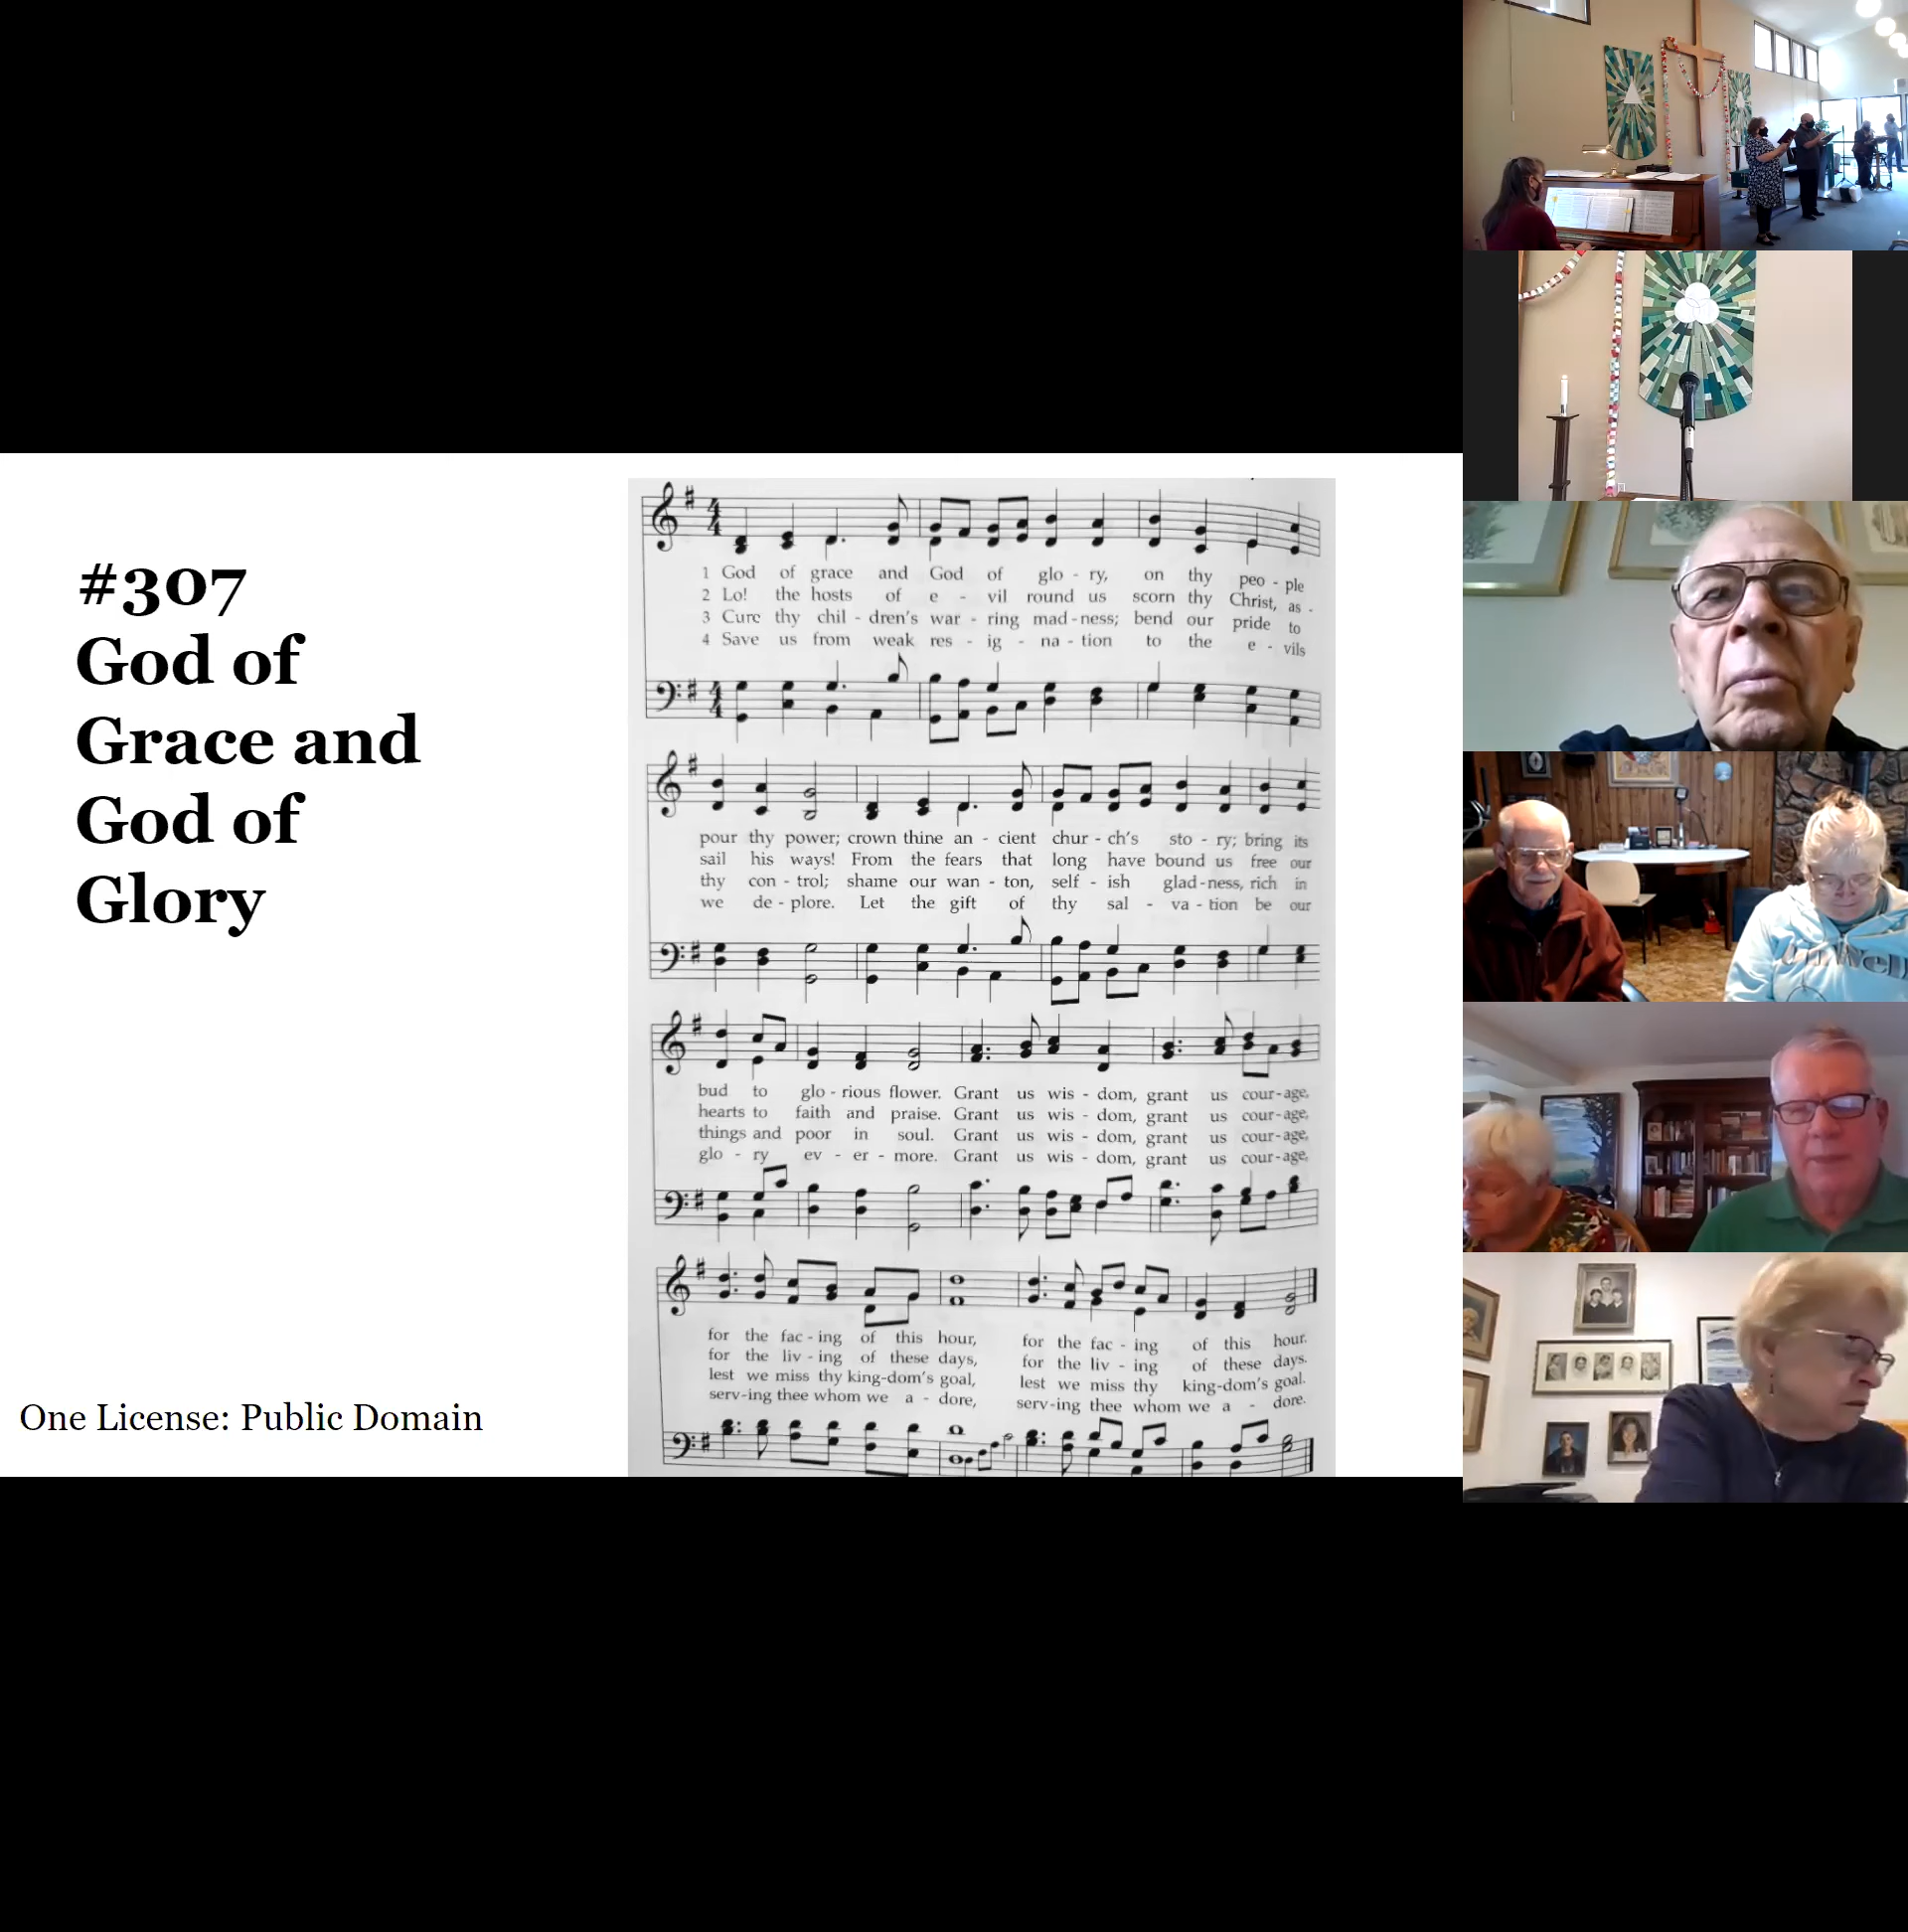 #307
God of
Grace and
God of
Glory
One License: Public Domain
1 God of grace and God of glo - ry, on thy peo - ple
2 Lo! the hosts of e - vil round us scorn thy Christ, as -
3 Cure thy chil - dren's war - ring mad - ness; bend our pride to
4 Save us from weak res - ig - na - tion to the e - vils
pour thy power; crown thine an - cient chur - ch's sto - ry; bring its
sail his ways! From the fears that long have bound us free our
thy con - trol; shame our wan - ton, self - ish glad - ness, rich in
we de - plore. Let the gift of thy sal - va - tion be our
bud to glo - rious flower. Grant us wis - dom, grant us cour - age,
hearts to faith and praise. Grant us wis - dom, grant us cour - age,
things and poor in soul. Grant us wis - dom, grant us cour - age,
glo - ry ev - er - more. Grant us wis - dom, grant us cour - age,
for the fac - ing of this hour, for the fac - ing of this hour.
for the liv - ing of these days, for the liv - ing of these days.
lest we miss thy king-dom's goal, lest we miss thy king-dom's goal.
serv-ing thee whom we a - dore, serv-ing thee whom we a - dore.